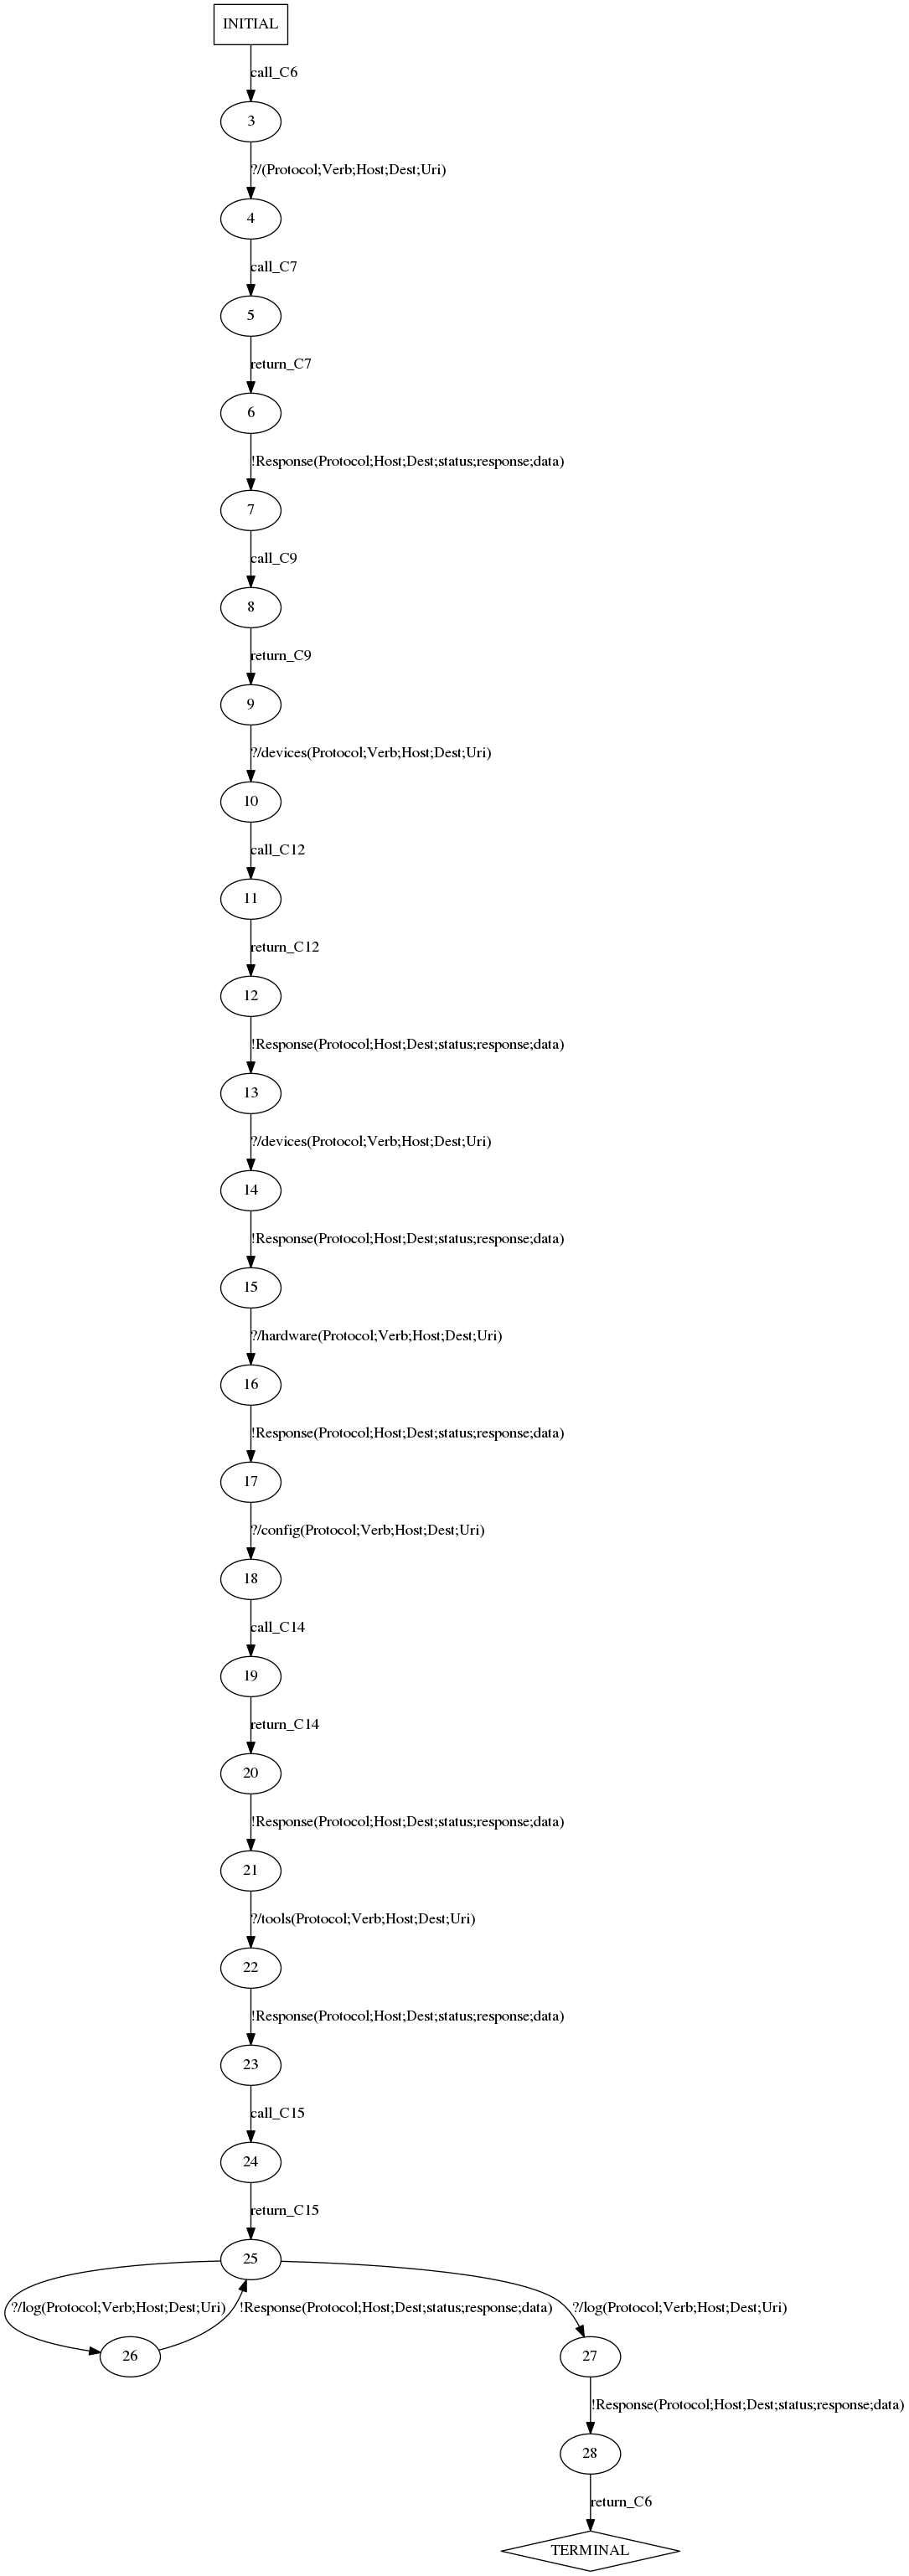 INITIAL
call_C6
3
?/(Protocol;Verb;Host;Dest;Uri)
4
call_C7
5
return_C7
6
!Response(Protocol;Host;Dest;status;response;data)
7
call_C9
8
return_C9
9
?/devices(Protocol;Verb;Host;Dest;Uri)
10
call_C12
11
return_C12
12
!Response(Protocol;Host;Dest;status;response;data)
13
?/devices(Protocol;Verb;Host;Dest;Uri)
14
!Response(Protocol;Host;Dest;status;response;data)
15
?/hardware(Protocol;Verb;Host;Dest;Uri)
16
!Response(Protocol;Host;Dest;status;response;data)
17
?/config(Protocol;Verb;Host;Dest;Uri)
18
call_C14
19
return_C14
20
!Response(Protocol;Host;Dest;status;response;data)
21
?/tools(Protocol;Verb;Host;Dest;Uri)
22
!Response(Protocol;Host;Dest;status;response;data)
23
call_C15
24
return_C15
25
?/log(Protocol;Verb;Host;Dest;Uri)
!Response(Protocol;Host;Dest;status;response;data)
?/log(Protocol;Verb;Host;Dest;Uri)
26
27
!Response(Protocol;Host;Dest;status;response;data)
28
return_C6
TERMINAL